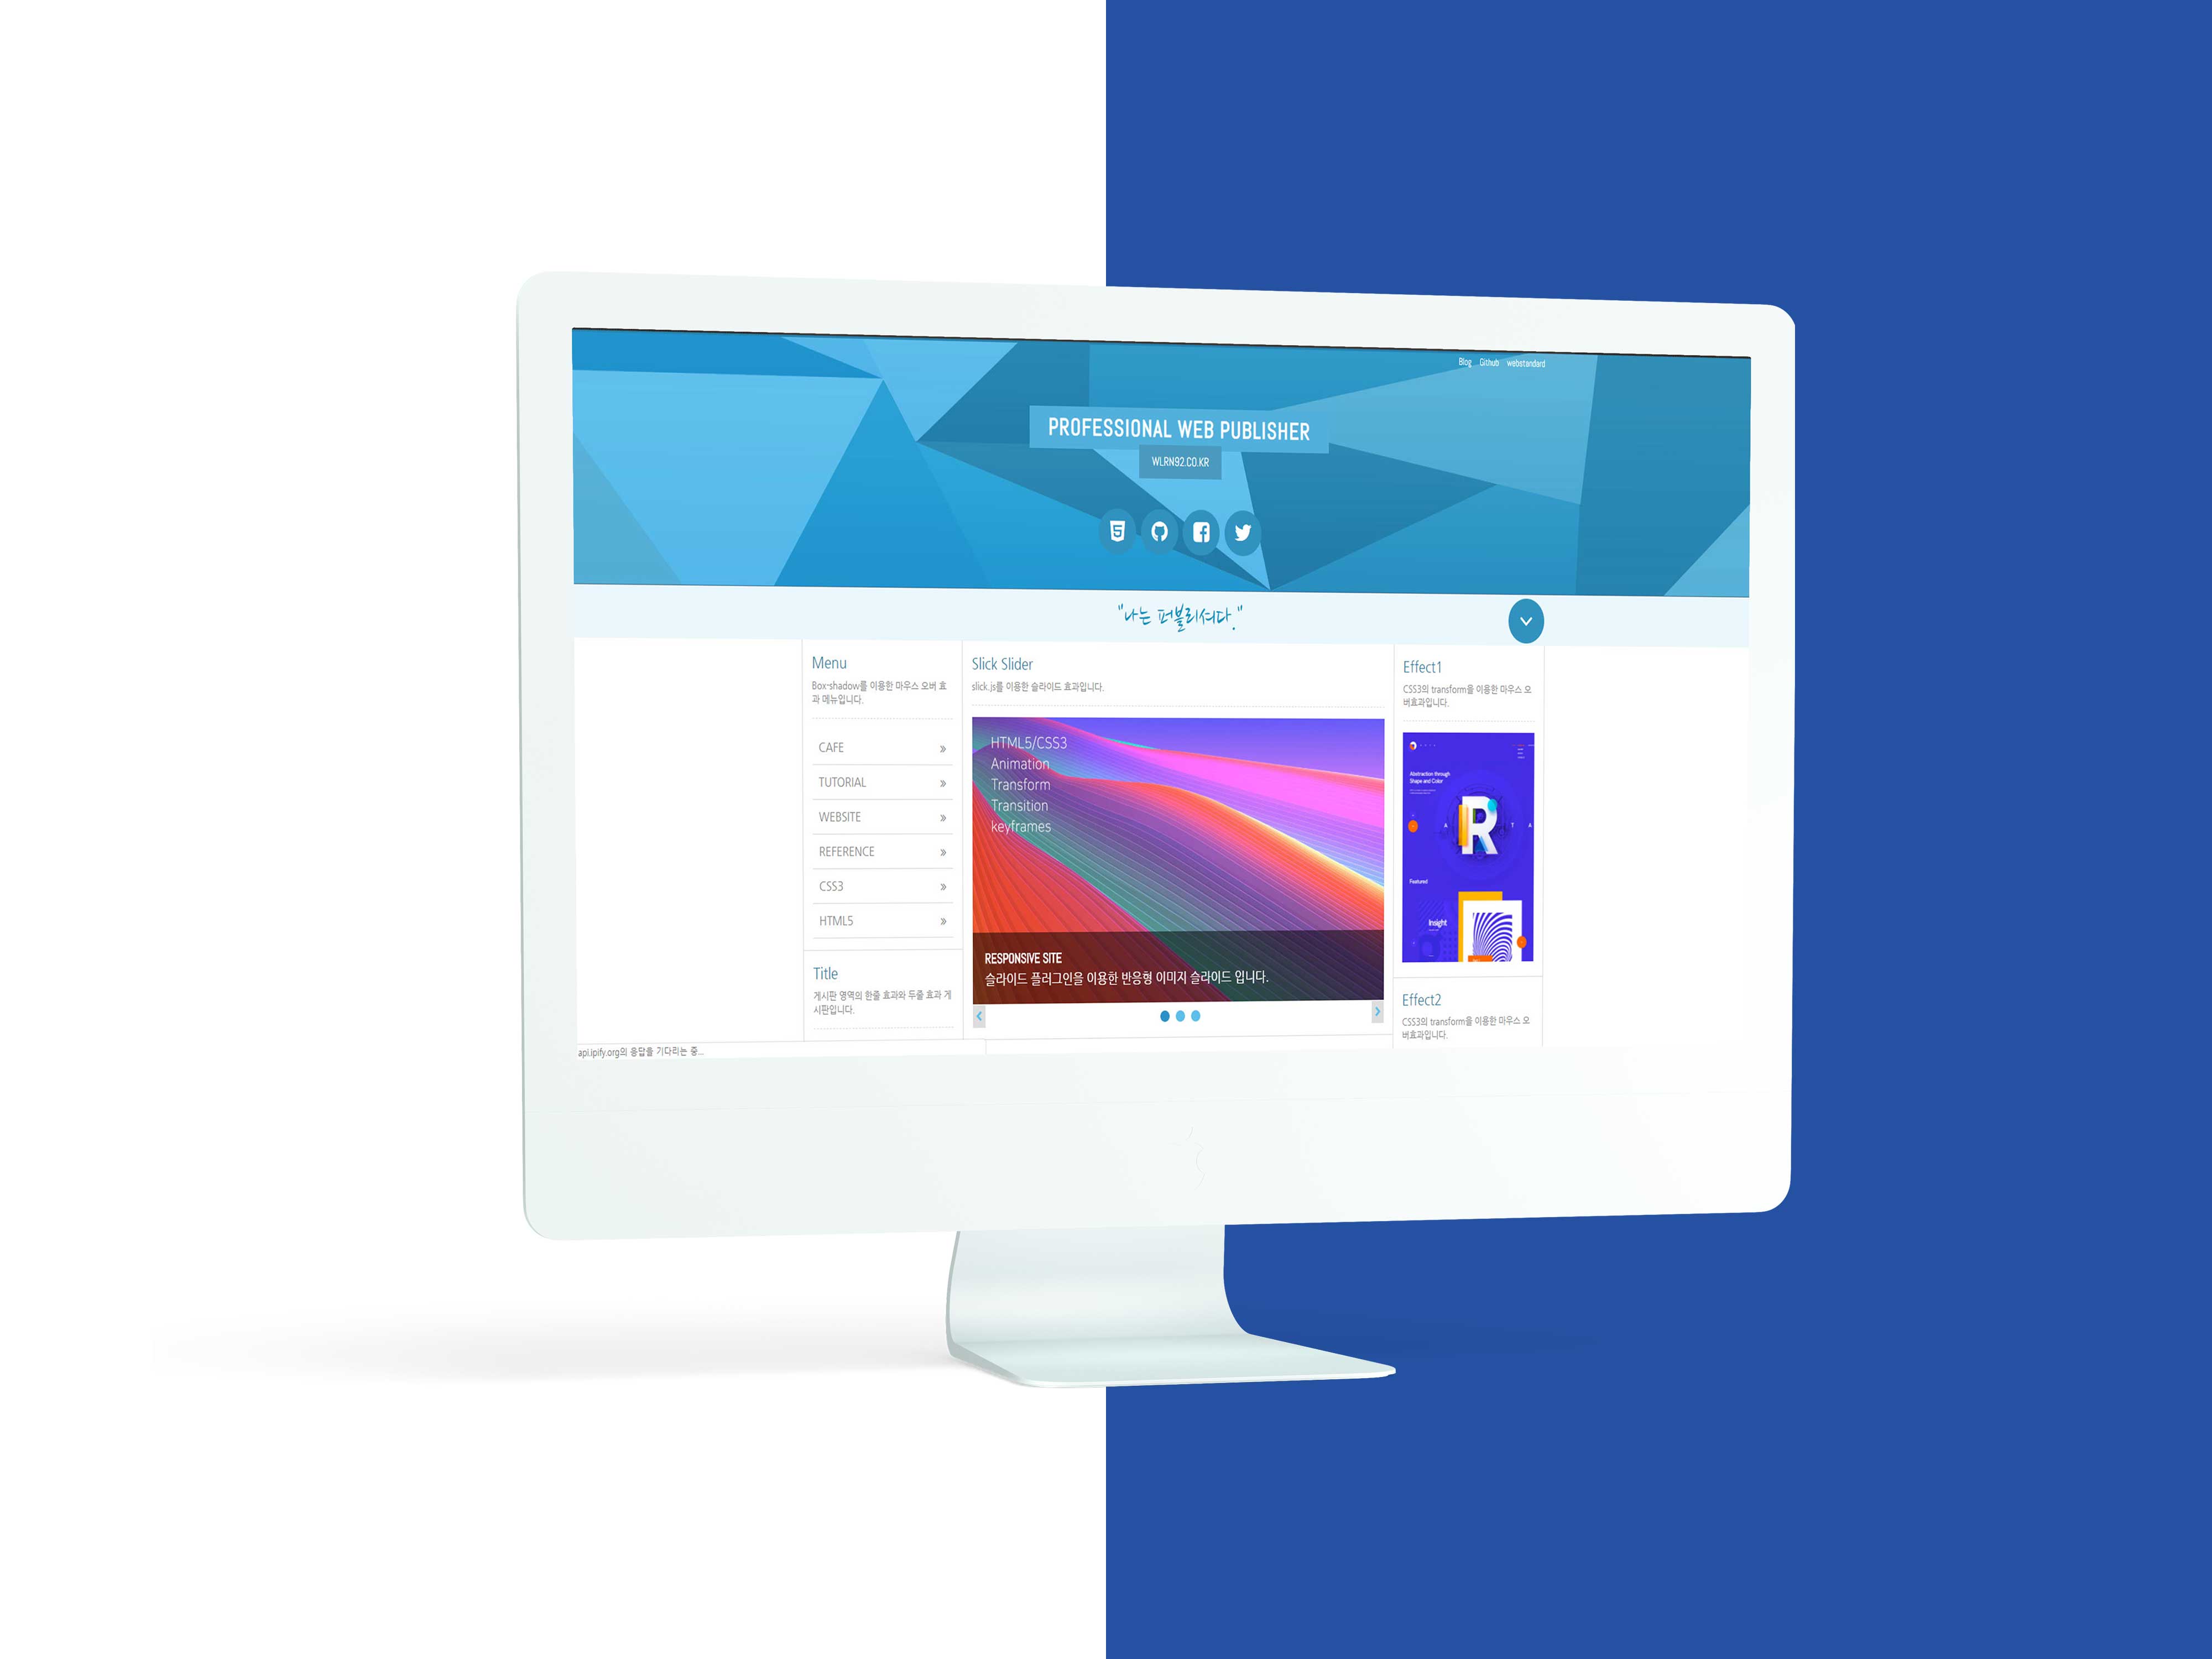 Blog Github webstandard
PROFESSIONAL WEB PUBLISHER
WLRN92.CO.KR
"나는 퍼블리셔다."
Menu
Box-shadow를 이용한 마우스 오버 효
과 메뉴입니다.
CAFE
TUTORIAL
WEBSITE
REFERENCE
CSS3
HTML5
Title
게시판 영역의 한줄 효과와 두줄 효과 게
시판입니다.
Slick Slider
slick.js를 이용한 슬라이드 효과입니다.
HTML5/CSS3
Animation
Transform
Transition
keyframes
RESPONSIVE SITE
슬라이드 플러그인을 이용한 반응형 이미지 슬라이드 입니다.
Effect1
CSS3의 transform을 이용한 마우스 오
버효과입니다.
Abstraction through
Shape and Color
R
A T A
Featured
Insight
Effect2
CSS3의 transform을 이용한 마우스 오
버효과입니다.
api.ipify.org의 응답을 기다리는 중...